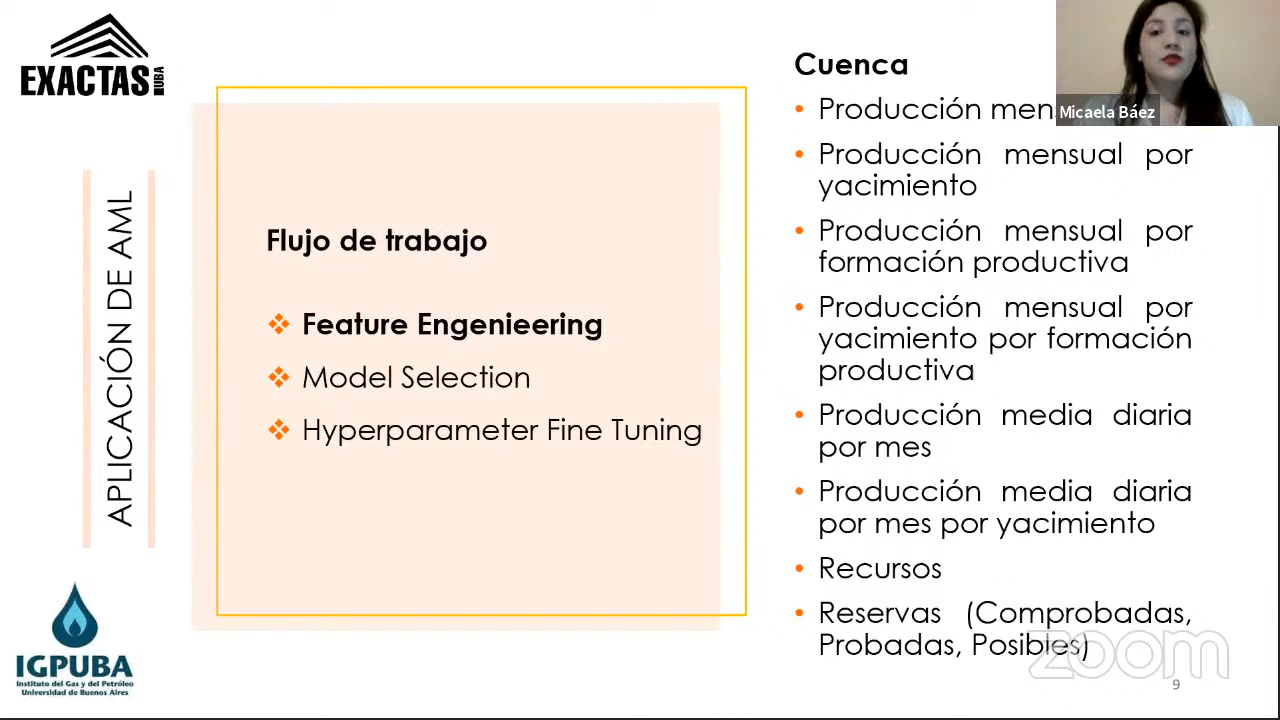 EXACTAS UBA
APLICACIÓN DE AML
IGPUBA
Instituto del Gas y del Petróleo
Universidad de Buenos Aires
Flujo de trabajo
❖ Feature Engenieering
❖ Model Selection
❖ Hyperparameter Fine Tuning
Cuenca
• Producción
• Producción mensual por
yacimiento
• Producción mensual por
formación productiva
• Producción mensual por
yacimiento por formación
productiva
• Producción media diaria
por mes
• Producción media diaria
por mes por yacimiento
• Recursos
• Reservas (Comprobadas,
Probadas, Posibles)
Micaela Báez
zoom
9